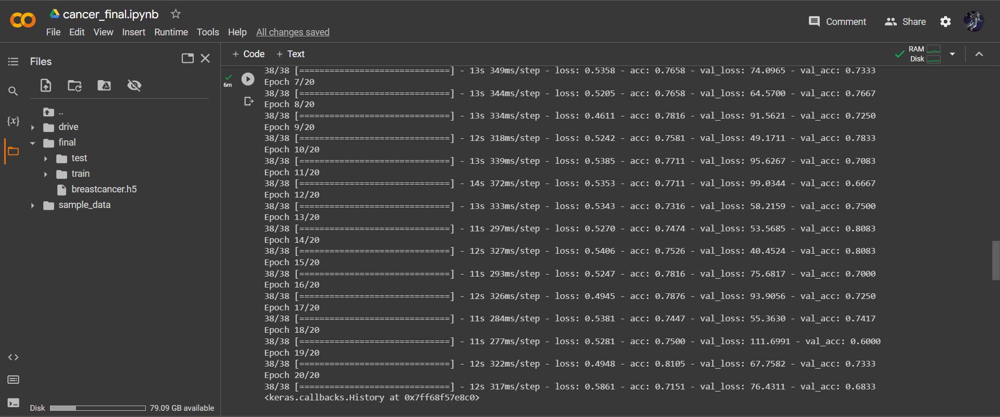 cancer_final.ipynb
File Edit View Insert Runtime Tools Help All changes saved
Comment
Share
Files
+ Code + Text
RAM
Disk
..
drive
final
test
train
breastcancer.h5
sample_data
{x}
<>
Disk 79.09 GB available
6m
38/38 [==============================] - 13s 349ms/step - loss: 0.5358 - acc: 0.7658 - val_loss: 74.0965 - val_acc: 0.7333
Epoch 7/20
38/38 [==============================] - 13s 344ms/step - loss: 0.5205 - acc: 0.7658 - val_loss: 64.5700 - val_acc: 0.7667
Epoch 8/20
38/38 [==============================] - 13s 334ms/step - loss: 0.4611 - acc: 0.7816 - val_loss: 91.5621 - val_acc: 0.7250
Epoch 9/20
38/38 [==============================] - 12s 318ms/step - loss: 0.5242 - acc: 0.7581 - val_loss: 49.1711 - val_acc: 0.7833
Epoch 10/20
38/38 [==============================] - 13s 339ms/step - loss: 0.5385 - acc: 0.7711 - val_loss: 95.6267 - val_acc: 0.7083
Epoch 11/20
38/38 [==============================] - 14s 372ms/step - loss: 0.5353 - acc: 0.7711 - val_loss: 99.0344 - val_acc: 0.6667
Epoch 12/20
38/38 [==============================] - 13s 333ms/step - loss: 0.5343 - acc: 0.7316 - val_loss: 58.2159 - val_acc: 0.7500
Epoch 13/20
38/38 [==============================] - 11s 297ms/step - loss: 0.5270 - acc: 0.7474 - val_loss: 53.5685 - val_acc: 0.8083
Epoch 14/20
38/38 [==============================] - 12s 327ms/step - loss: 0.5406 - acc: 0.7526 - val_loss: 40.4524 - val_acc: 0.8083
Epoch 15/20
38/38 [==============================] - 11s 293ms/step - loss: 0.5247 - acc: 0.7816 - val_loss: 75.6817 - val_acc: 0.7000
Epoch 16/20
38/38 [==============================] - 12s 326ms/step - loss: 0.4945 - acc: 0.7876 - val_loss: 93.9056 - val_acc: 0.7250
Epoch 17/20
38/38 [==============================] - 11s 284ms/step - loss: 0.5381 - acc: 0.7447 - val_loss: 55.3630 - val_acc: 0.7417
Epoch 18/20
38/38 [==============================] - 11s 277ms/step - loss: 0.5281 - acc: 0.7500 - val_loss: 111.6991 - val_acc: 0.6000
Epoch 19/20
38/38 [==============================] - 12s 322ms/step - loss: 0.4948 - acc: 0.8105 - val_loss: 67.7582 - val_acc: 0.7333
Epoch 20/20
38/38 [==============================] - 12s 317ms/step - loss: 0.5861 - acc: 0.7151 - val_loss: 76.4311 - val_acc: 0.6833
<keras.callbacks.History at 0x7ff68f57e8c0>